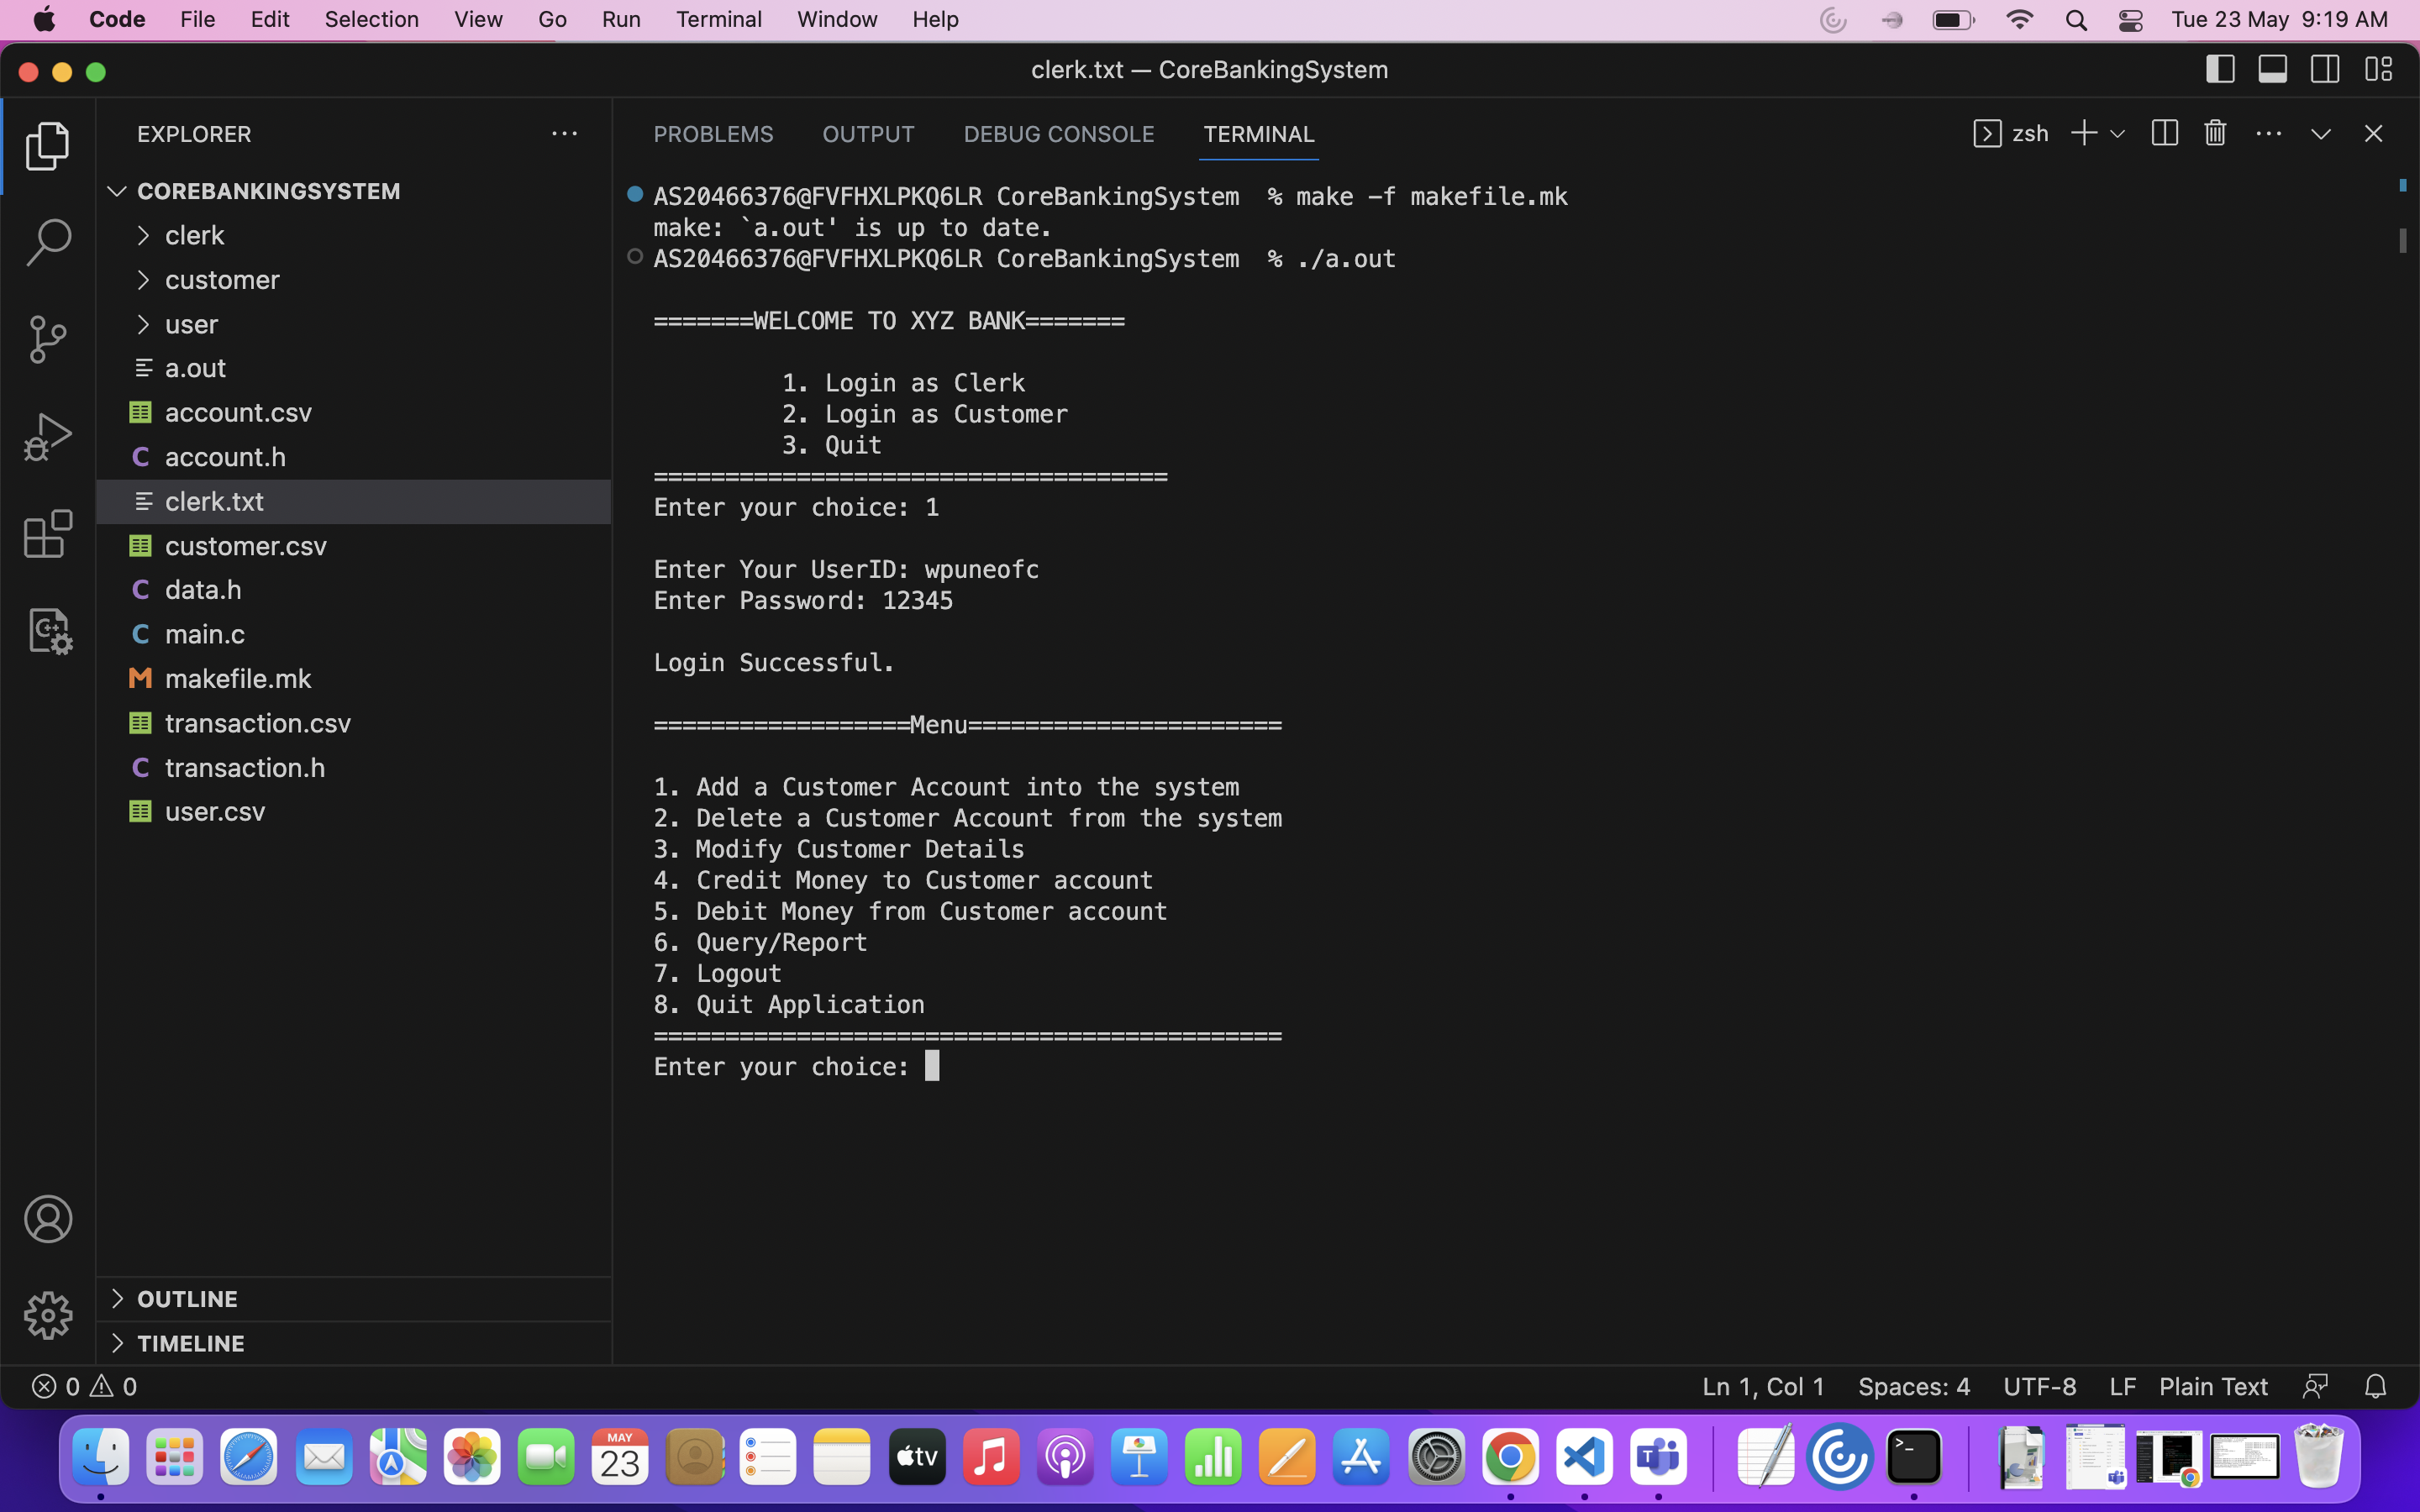 Code File Edit Selection View Go Run Terminal Window Help Tue 23 May 9:19 AM
clerk.txt — CoreBankingSystem
EXPLORER
COREBANKINGSYSTEM
clerk
customer
user
a.out
account.csv
C account.h
clerk.txt
customer.csv
C data.h
C main.c
M makefile.mk
transaction.csv
C transaction.h
user.csv
OUTLINE
TIMELINE
PROBLEMS OUTPUT DEBUG CONSOLE TERMINAL zsh
AS20466376@FVFHXLPKQ6LR CoreBankingSystem % make -f makefile.mk
make: `a.out' is up to date.
AS20466376@FVFHXLPKQ6LR CoreBankingSystem % ./a.out
=======WELCOME TO XYZ BANK=======
1. Login as Clerk
2. Login as Customer
3. Quit
====================================
Enter your choice: 1
Enter Your UserID: wpuneofc
Enter Password: 12345
Login Successful.
==================Menu======================
1. Add a Customer Account into the system
2. Delete a Customer Account from the system
3. Modify Customer Details
4. Credit Money to Customer account
5. Debit Money from Customer account
6. Query/Report
7. Logout
8. Quit Application
============================================
Enter your choice:
0 0 Ln 1, Col 1 Spaces: 4 UTF-8 LF Plain Text
MAY
23
tv